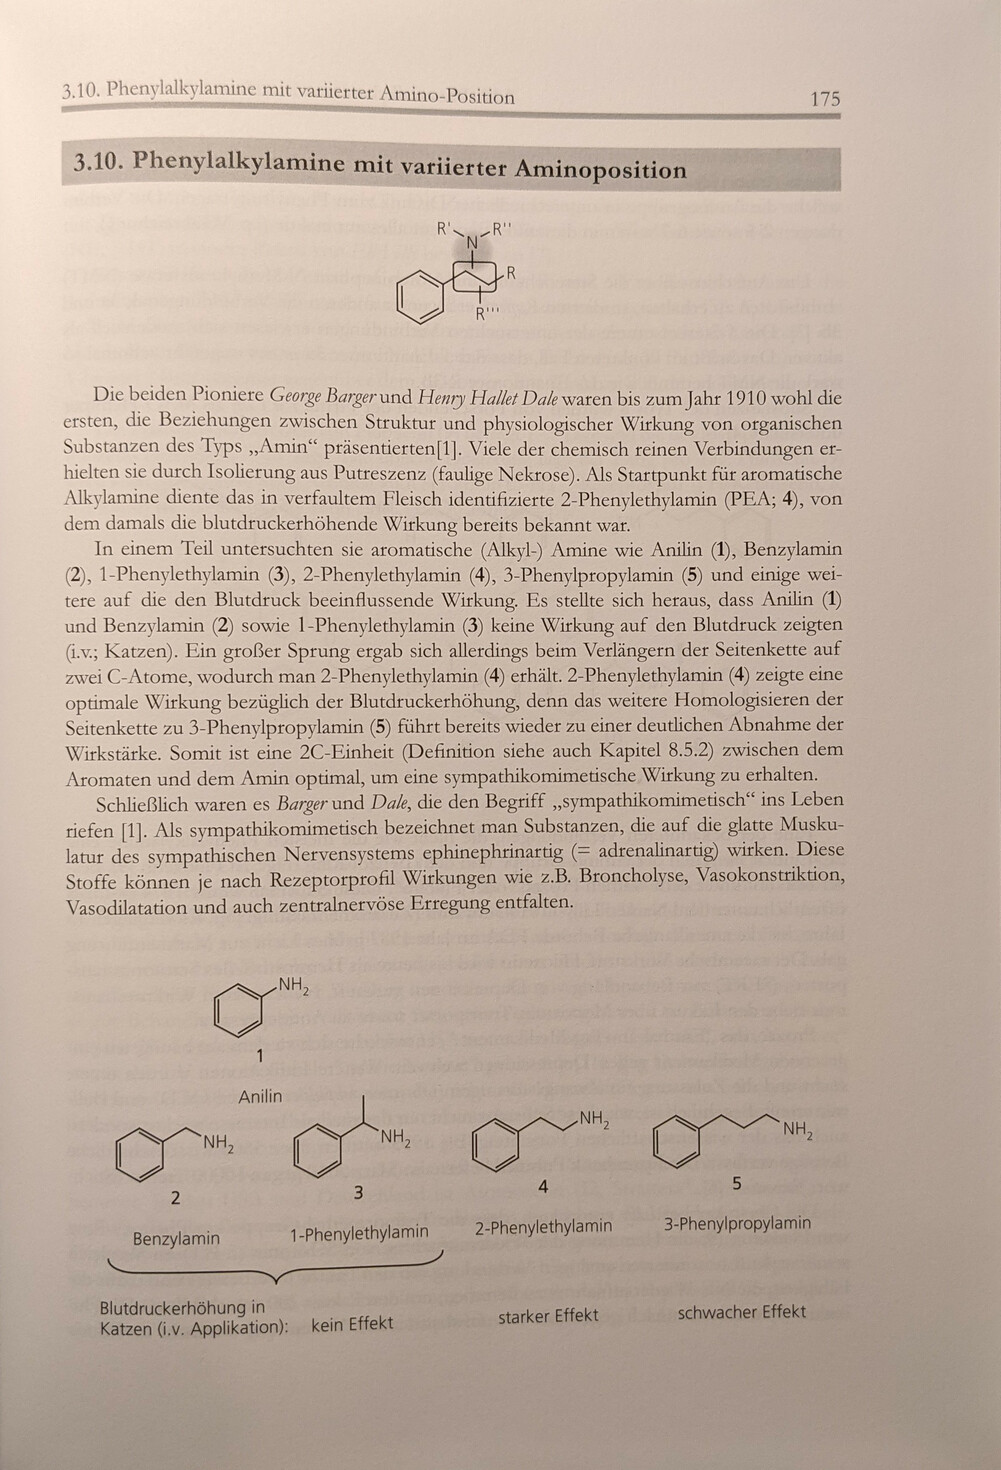 3.10. Phenylalkylamine mit variierter Amino-Position 175
3.10. Phenylalkylamine mit variierter Aminoposition
R' R''
N
R
R'''
Die beiden Pioniere George Barger und Henry Hallet Dale waren bis zum Jahr 1910 wohl die
ersten, die Beziehungen zwischen Struktur und physiologischer Wirkung von organischen
Substanzen des Typs „Amin“ präsentierten[1]. Viele der chemisch reinen Verbindungen er-
hielten sie durch Isolierung aus Putreszenz (faulige Nekrose). Als Startpunkt für aromatische
Alkylamine diente das in verfaultem Fleisch identifizierte 2-Phenylethylamin (PEA; 4), von
dem damals die blutdruckerhöhende Wirkung bereits bekannt war.
In einem Teil untersuchten sie aromatische (Alkyl-) Amine wie Anilin (1), Benzylamin
(2), 1-Phenylethylamin (3), 2-Phenylethylamin (4), 3-Phenylpropylamin (5) und einige wei-
tere auf die den Blutdruck beeinflussende Wirkung. Es stellte sich heraus, dass Anilin (1)
und Benzylamin (2) sowie 1-Phenylethylamin (3) keine Wirkung auf den Blutdruck zeigten
(i.v.; Katzen). Ein großer Sprung ergab sich allerdings beim Verlängern der Seitenkette auf
zwei C-Atome, wodurch man 2-Phenylethylamin (4) erhält. 2-Phenylethylamin (4) zeigte eine
optimale Wirkung bezüglich der Blutdruckerhöhung, denn das weitere Homologisieren der
Seitenkette zu 3-Phenylpropylamin (5) führt bereits wieder zu einer deutlichen Abnahme der
Wirkstärke. Somit ist eine 2C-Einheit (Definition siehe auch Kapitel 8.5.2) zwischen dem
Aromaten und dem Amin optimal, um eine sympathikomimetische Wirkung zu erhalten.
Schließlich waren es Barger und Dale, die den Begriff „sympathikomimetisch“ ins Leben
riefen [1]. Als sympathikomimetisch bezeichnet man Substanzen, die auf die glatte Musku-
latur des sympathischen Nervensystems ephinephrinartig (= adrenalinartig) wirken. Diese
Stoffe können je nach Rezeptorprofil Wirkungen wie z.B. Broncholyse, Vasokonstriktion,
Vasodilatation und auch zentralnervöse Erregung entfalten.
NH2
1
Anilin
NH2 NH2 NH2 NH2
2 3 4 5
Benzylamin 1-Phenylethylamin 2-Phenylethylamin 3-Phenylpropylamin
Blutdruckerhöhung in
Katzen (i.v. Applikation): kein Effekt starker Effekt schwacher Effekt